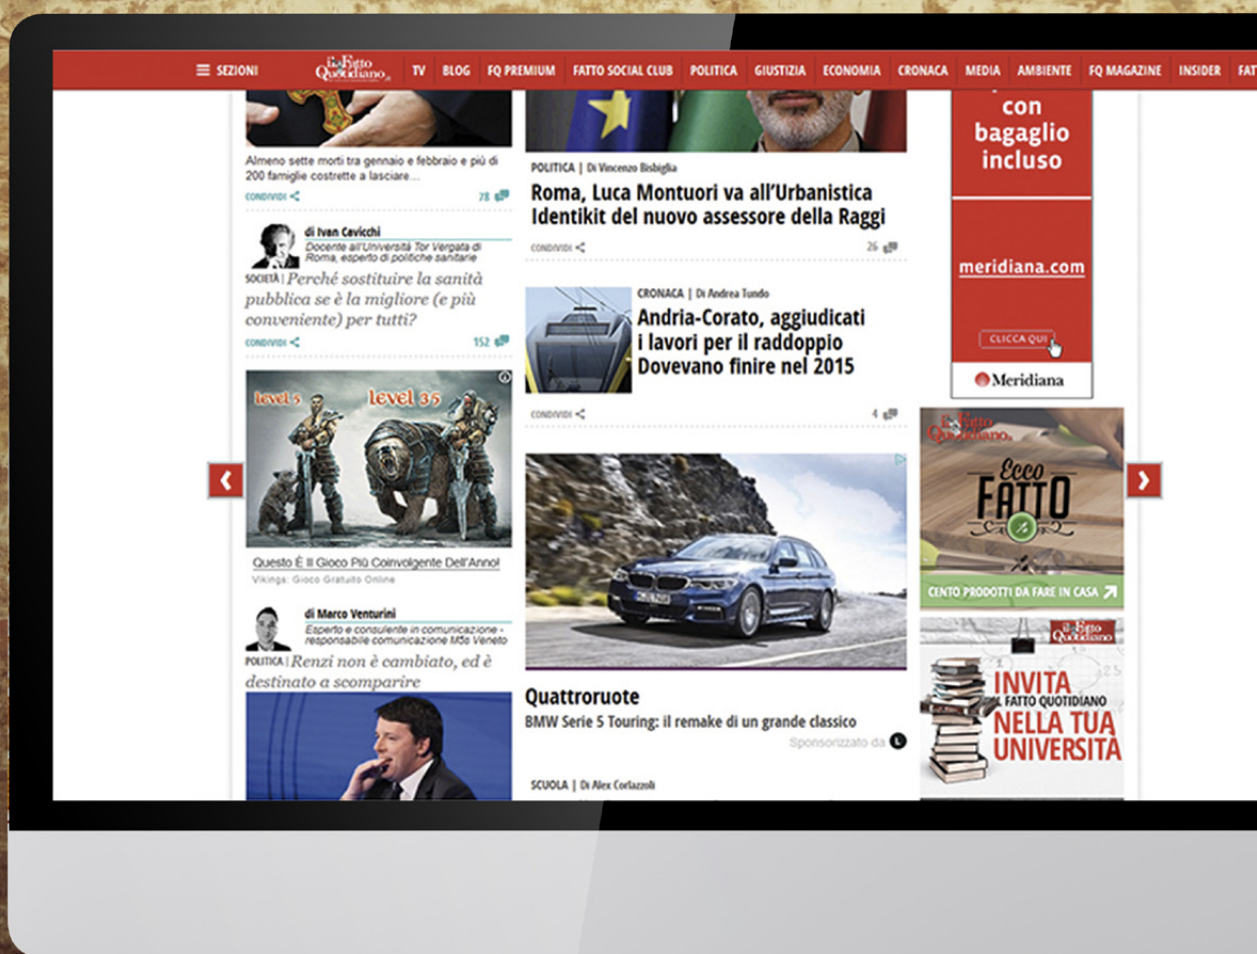 SEZIONI
il Fatto
Quotidiano.it
TV BLOG FQ PREMIUM FATTO SOCIAL CLUB POLITICA GIUSTIZIA ECONOMIA CRONACA MEDIA AMBIENTE FQ MAGAZINE INSIDER FAT
Almeno sette morti tra gennaio e febbraio e più di
200 famiglie costrette a lasciare...
CONDIVIDI 78
di Ivan Cavicchi
Docente all'Università Tor Vergata di
Roma, esperto di politiche sanitarie
SOCIETÀ | Perché sostituire la sanità
pubblica se è la migliore (e più
conveniente) per tutti?
CONDIVIDI 152
level 5 level 35
Questo È Il Gioco Più Coinvolgente Dell'Anno!
Vikings: Gioco Gratuito Online
di Marco Venturini
Esperto e consulente in comunicazione -
responsabile comunicazione M5s Veneto
POLITICA | Renzi non è cambiato, ed è
destinato a scomparire
POLITICA | Di Vincenzo Bisbiglia
Roma, Luca Montuori va all'Urbanistica
Identikit del nuovo assessore della Raggi
CONDIVIDI 26
CRONACA | Di Andrea Tundo
Andria-Corato, aggiudicati
i lavori per il raddoppio
Dovevano finire nel 2015
CONDIVIDI 4
Quattroruote
BMW Serie 5 Touring: il remake di un grande classico
Sponsorizzato da L
SCUOLA | Di Alex Corlazzoli
con
bagaglio
incluso
meridiana.com
CLICCA QUI
Meridiana
il Fatto
Quotidiano.it
Ecco
FATTO
CENTO PRODOTTI DA FARE IN CASA
il Fatto
Quotidiano
INVITA
IL FATTO QUOTIDIANO
NELLA TUA
UNIVERSITÀ